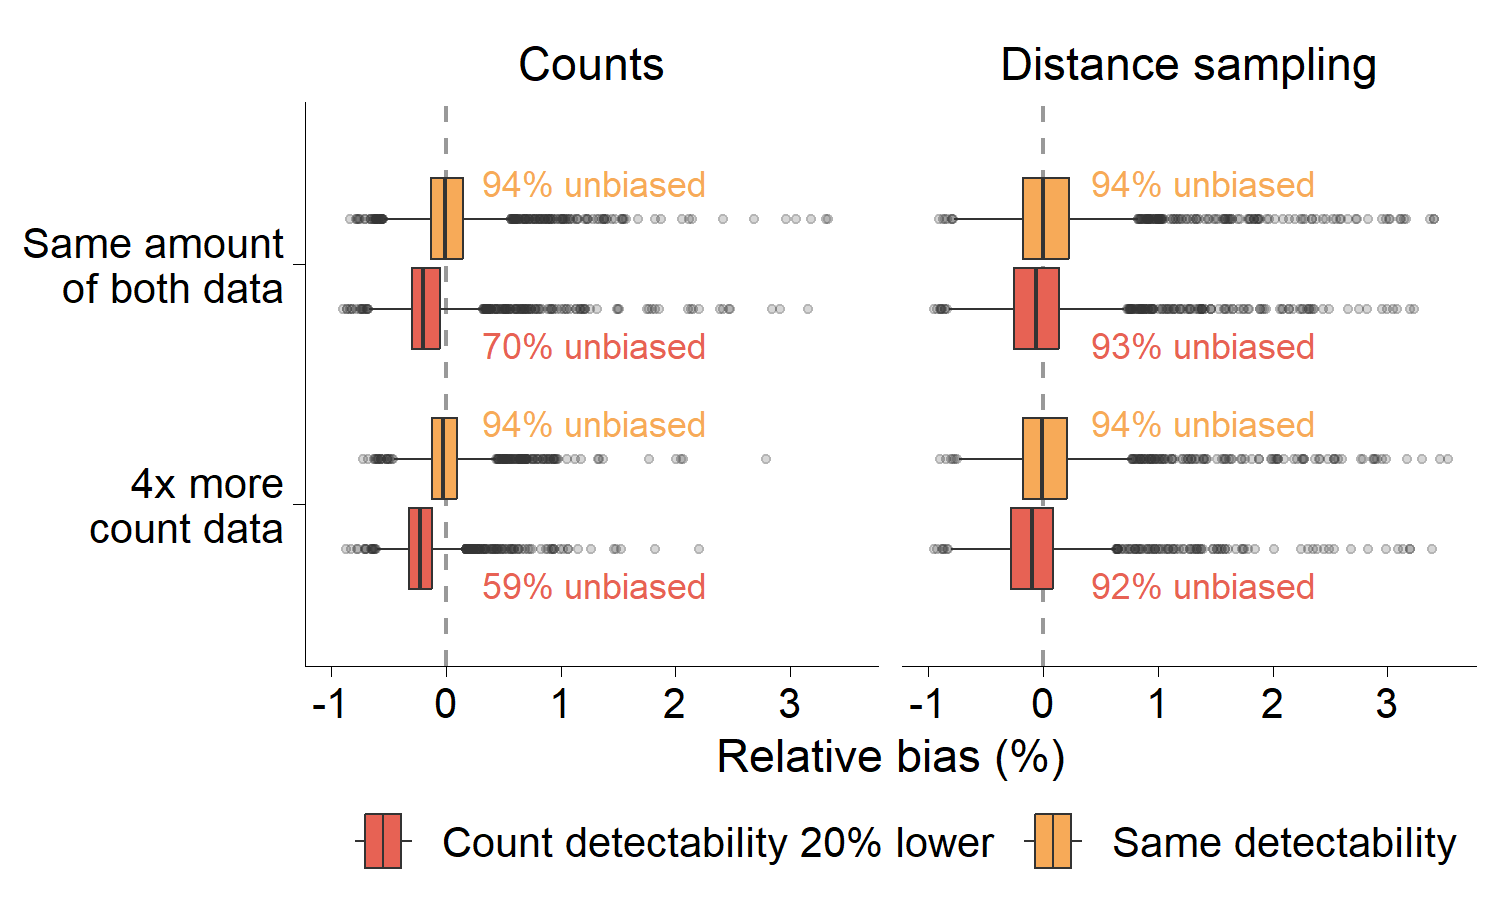 Counts
Distance sampling
94% unbiased
94% unbiased
Same amount
of both data
70% unbiased
93% unbiased
94% unbiased
94% unbiased
4x more
count data
59% unbiased
92% unbiased
-1 0 1 2 3
-1 0 1 2 3
Relative bias (%)
Count detectability 20% lower
Same detectability